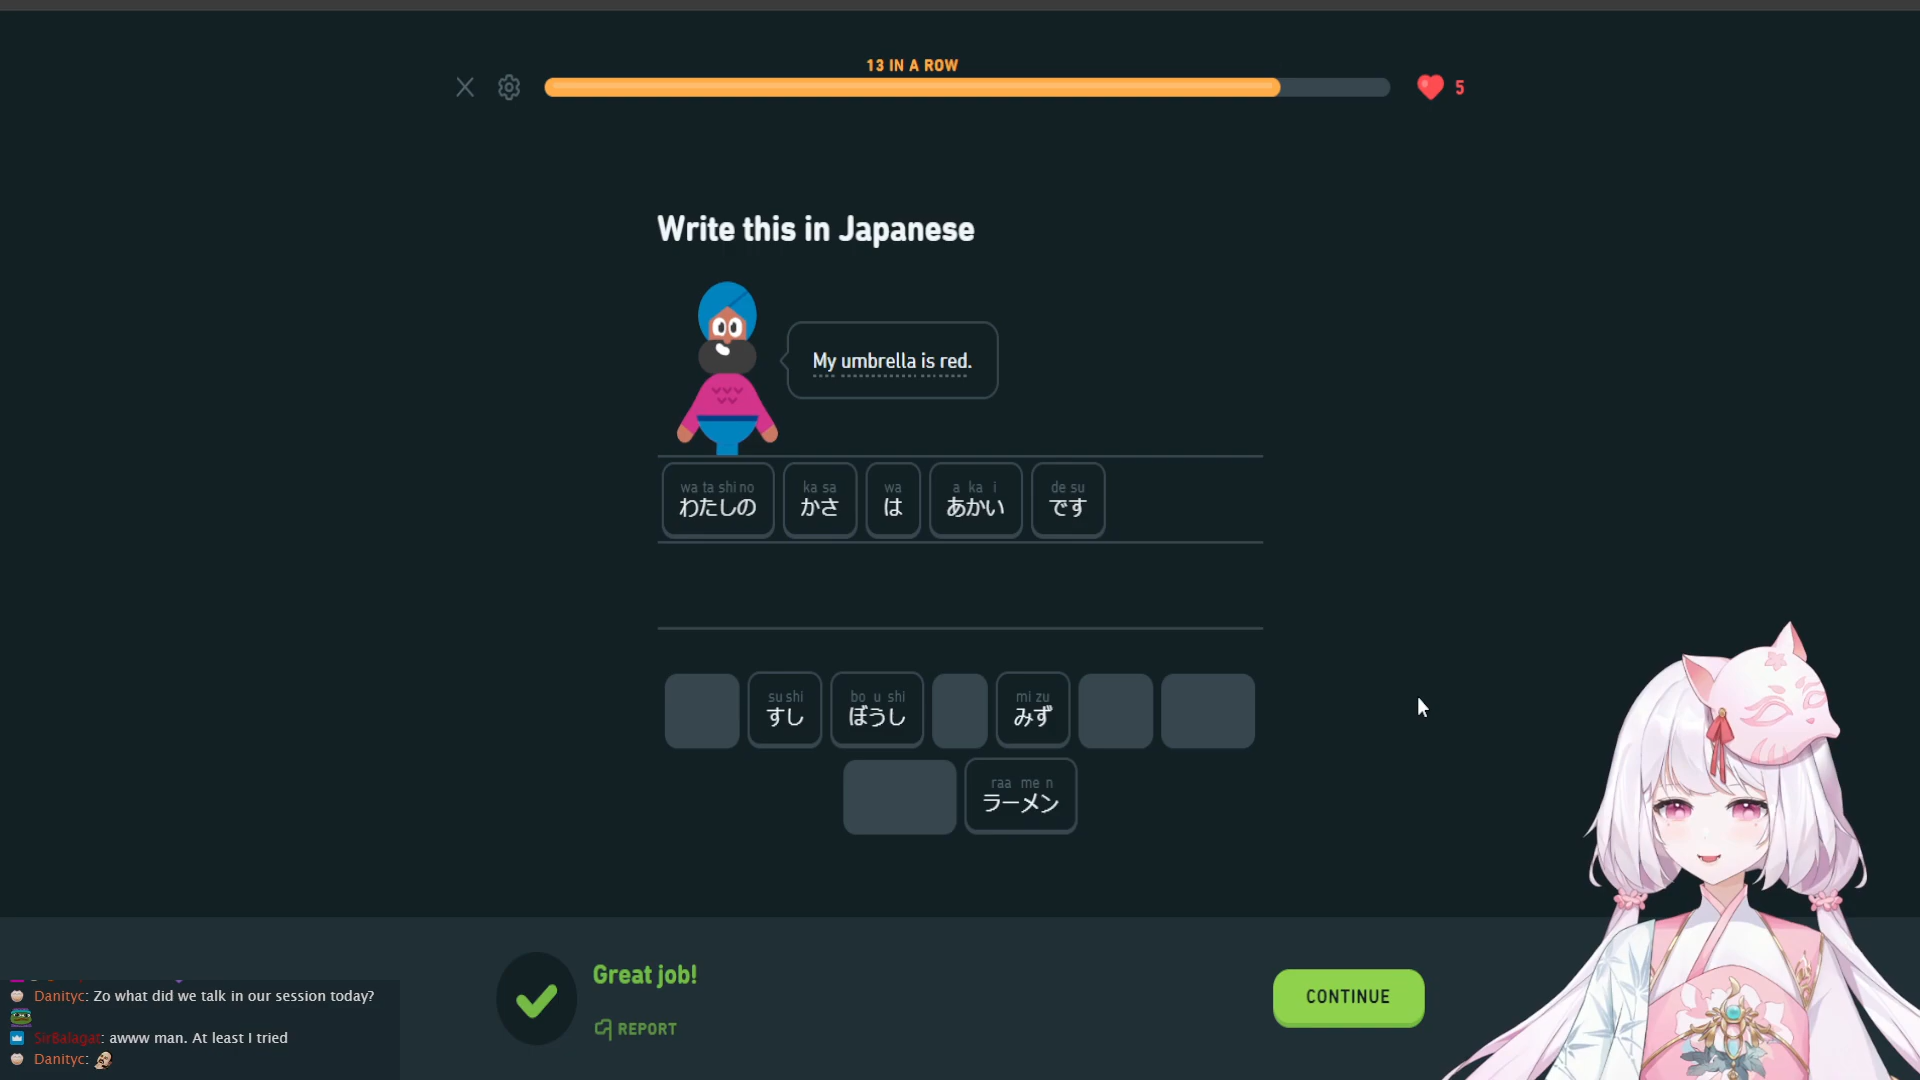 13 IN A ROW
5
Write this in Japanese
My umbrella is red.
wa ta shi no ka sa wa a ka i de su
わたしの かさ は あかい です
su shi bo u shi mi zu
すし ぼうし みず
raa me n
ラーメン
Great job!
REPORT
CONTINUE
Danityc: Zo what did we talk in our session today?
SirBalagat: awww man. At least I tried
Danityc: